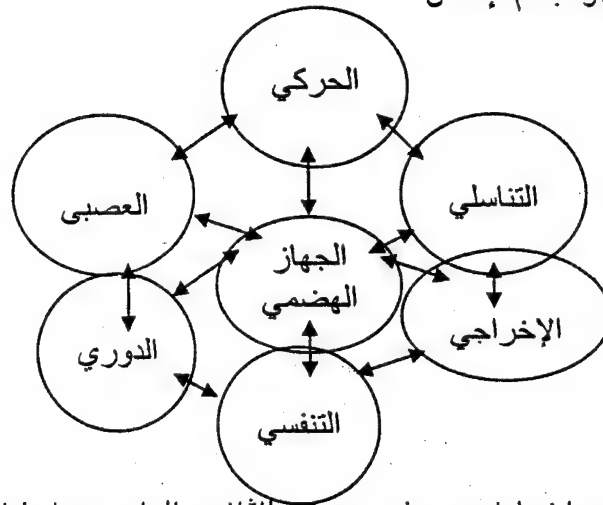 الحركي
التناسلي
العصبى
الجهاز
الهضمي
الإخراجي
الدوري
التنفسي